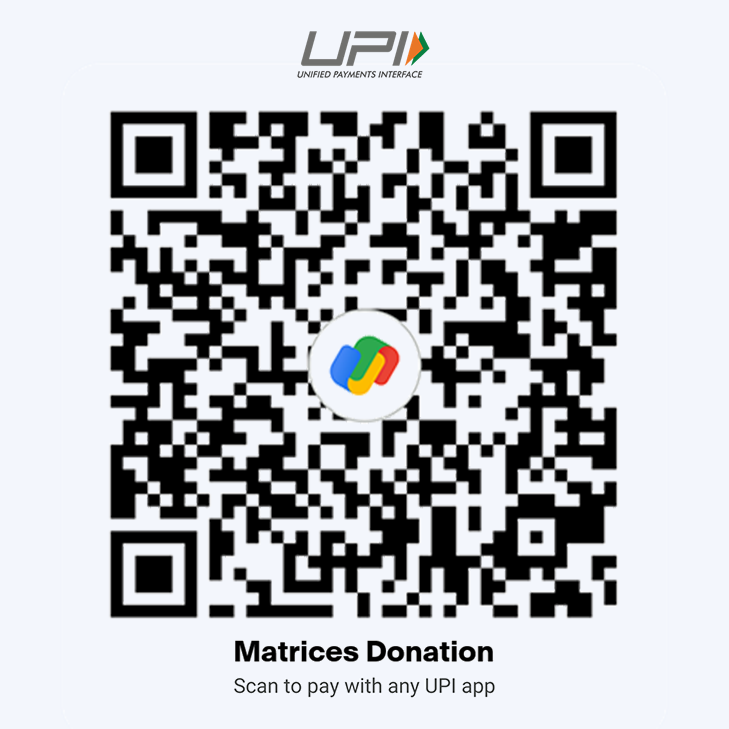 UPI
UNIFIED PAYMENTS INTERFACE
Matrices Donation
Scan to pay with any UPI app